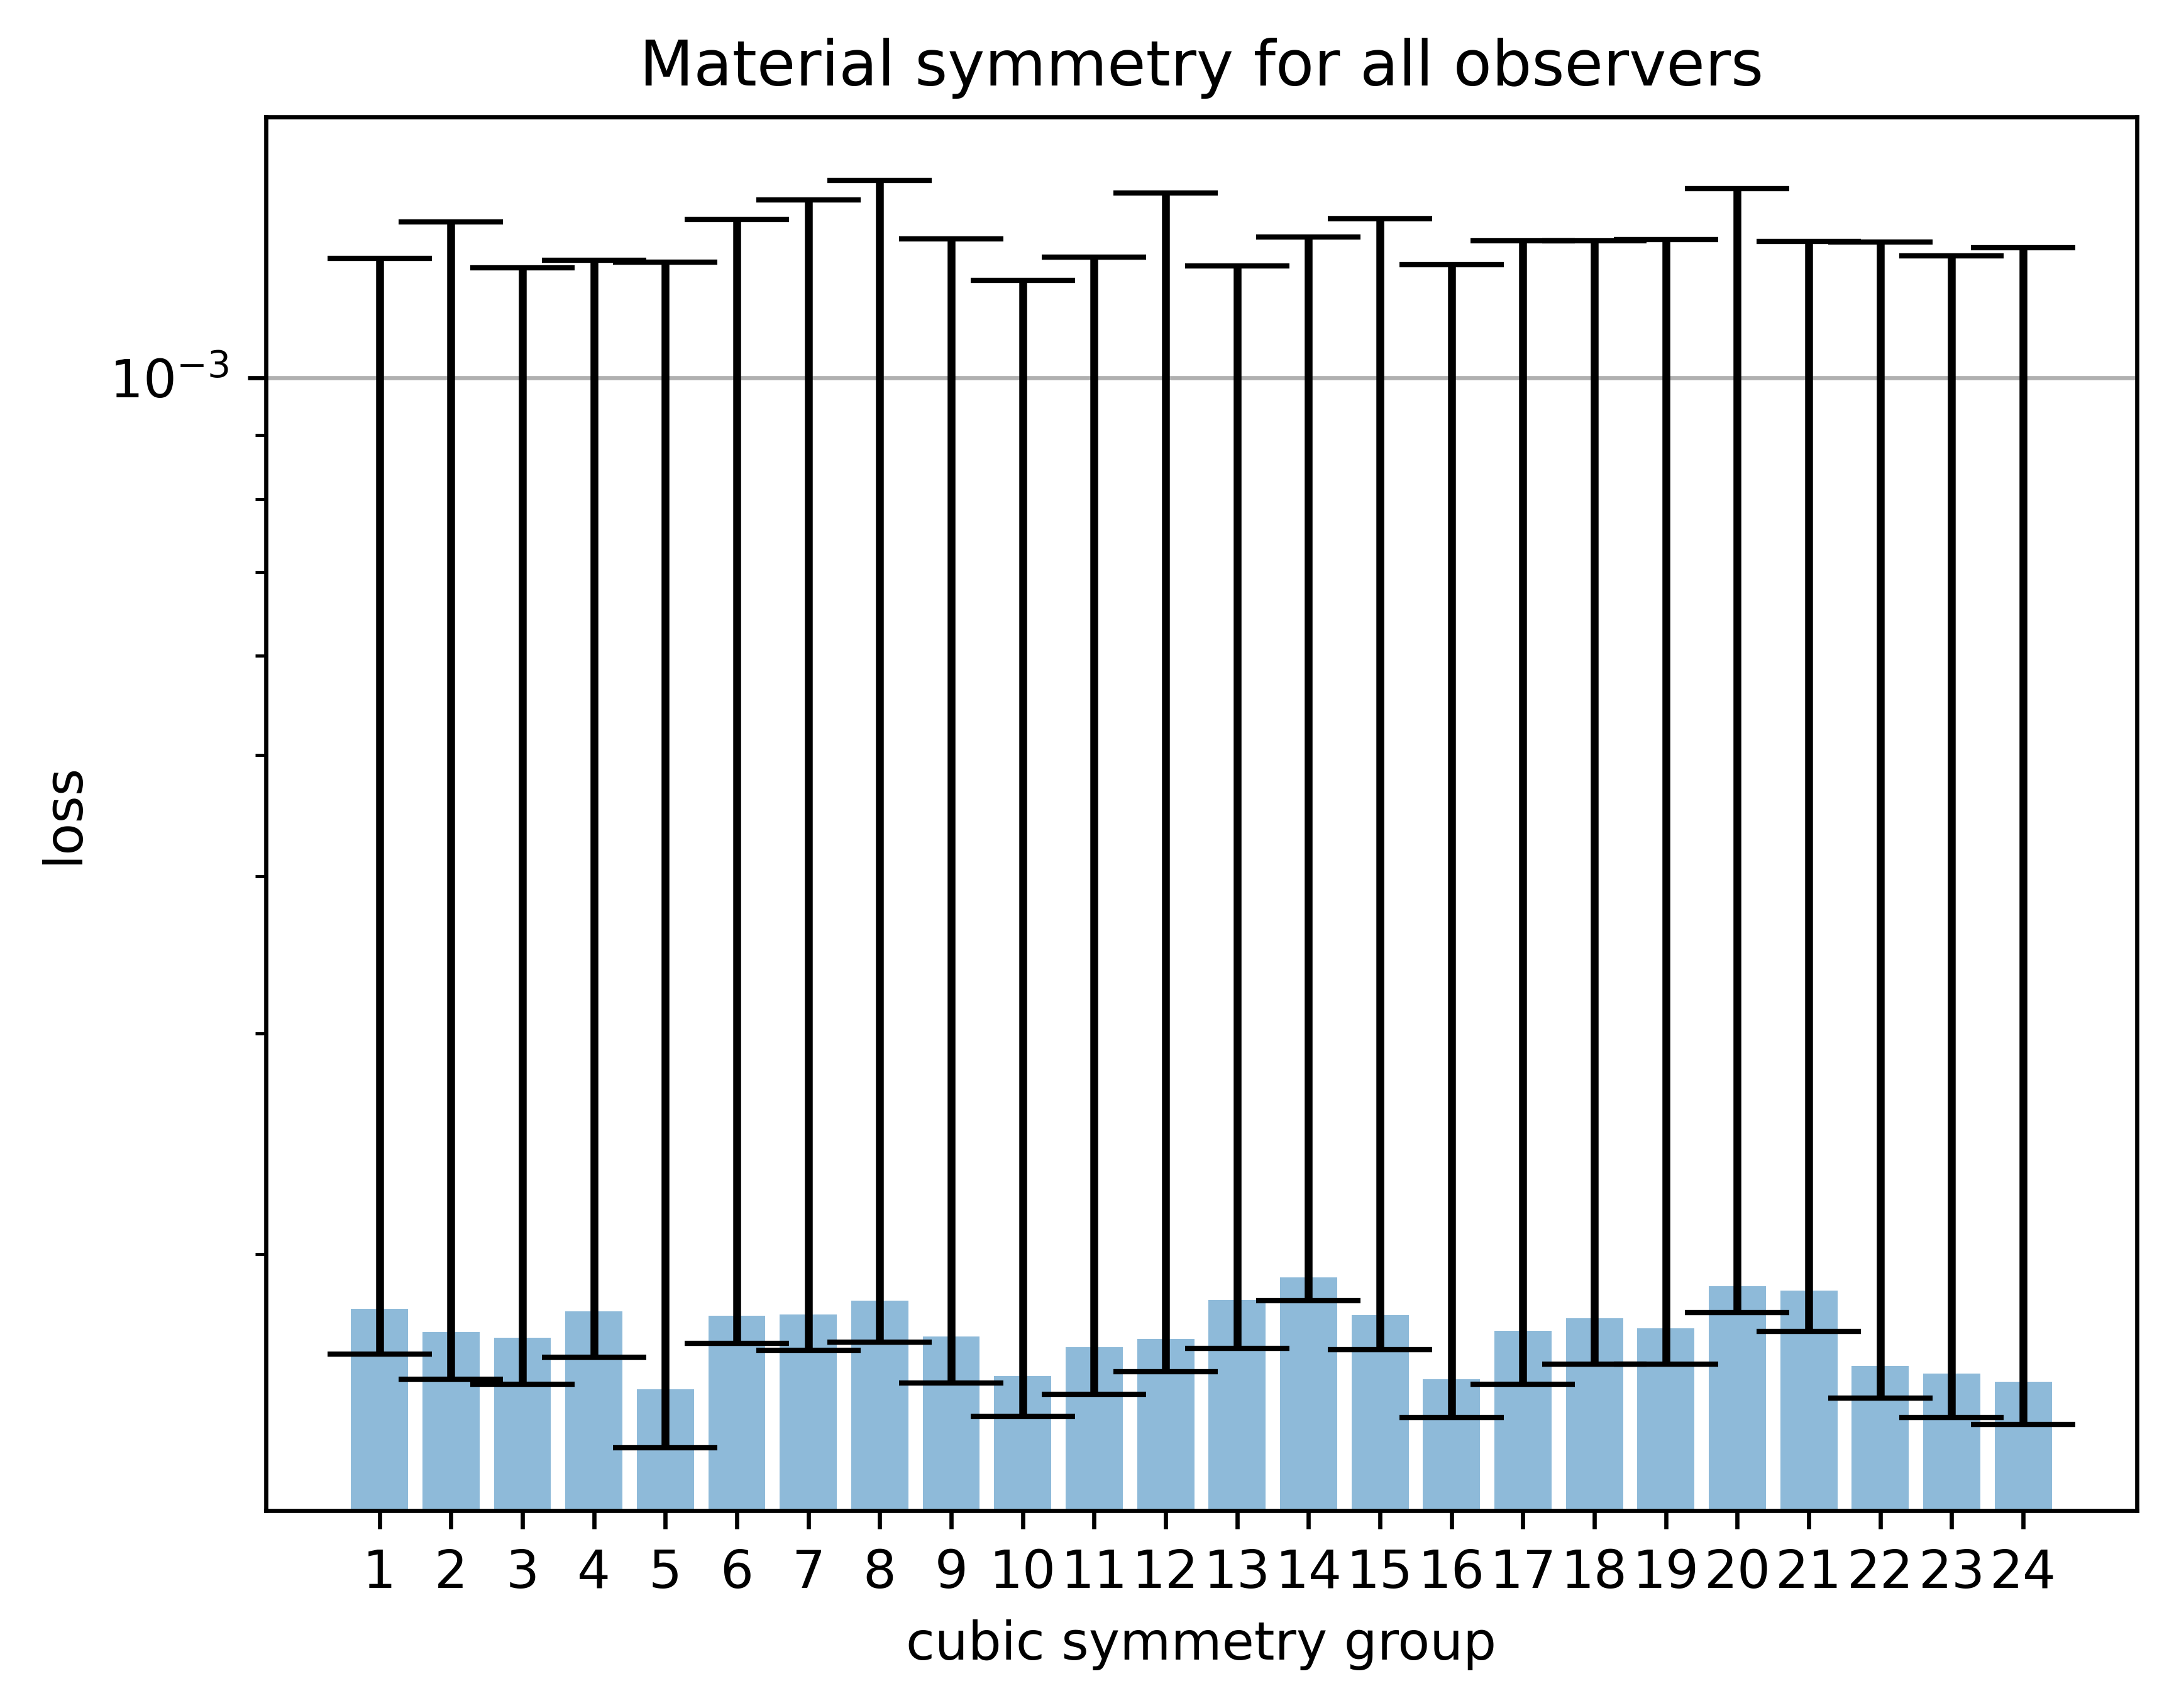 Material symmetry for all observers
10⁻³
loss
1 2 3 4 5 6 7 8 9 10 11 12 13 14 15 16 17 18 19 20 21 22 23 24
cubic symmetry group